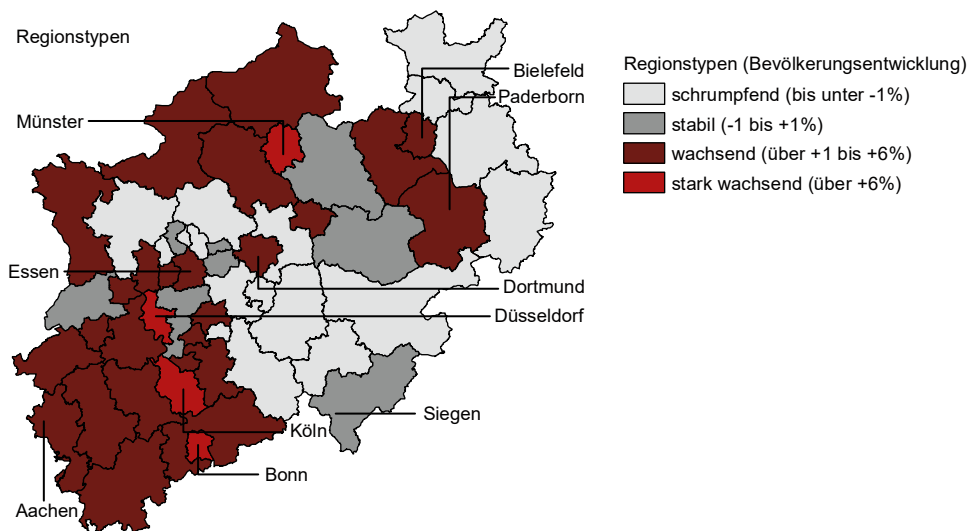 Regionstypen
Bielefeld
Paderborn
Münster
Essen
Dortmund
Düsseldorf
Siegen
Köln
Bonn
Aachen
Regionstypen (Bevölkerungsentwicklung)
schrumpfend (bis unter -1%)
stabil (-1 bis +1%)
wachsend (über +1 bis +6%)
stark wachsend (über +6%)